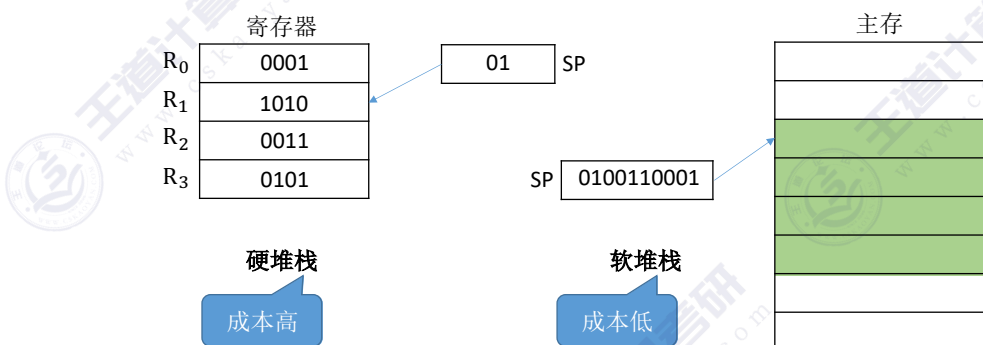 寄存器
主存
R0 0001
01 SP
R1 1010
R2 0011
R3 0101
SP 0100110001
硬堆栈
软堆栈
成本高
成本低